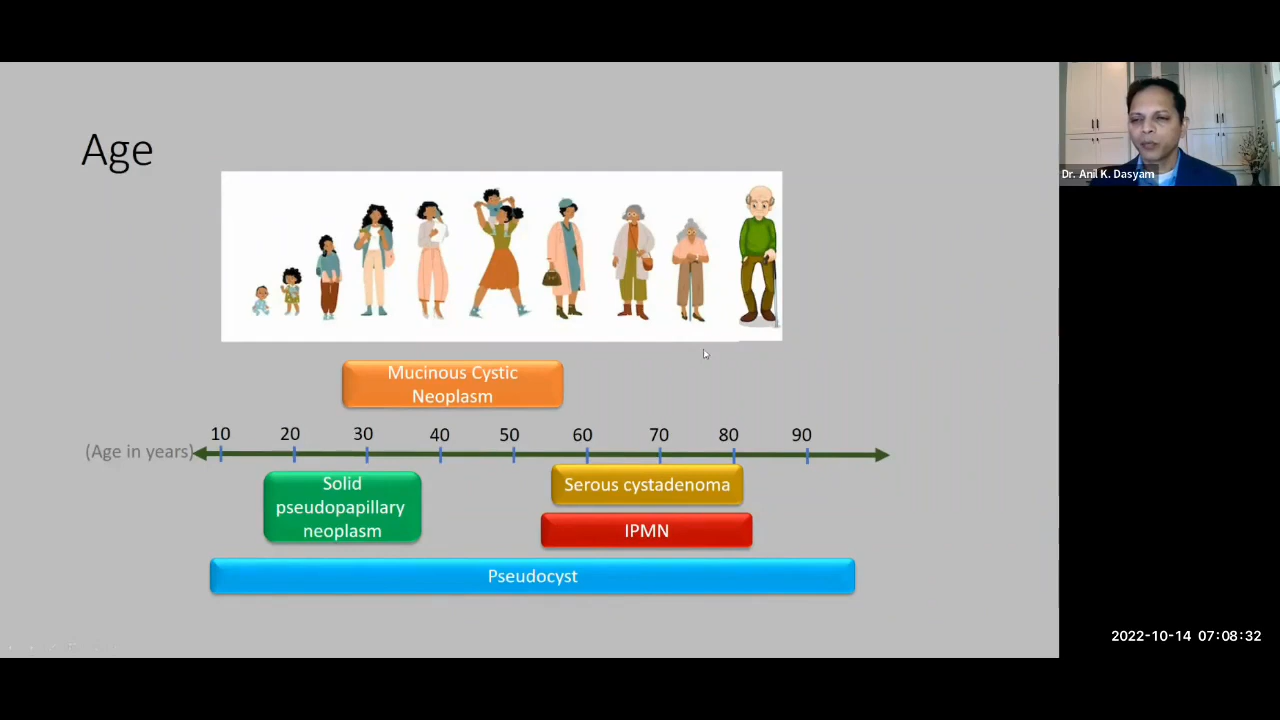 Age
Dr. Anil K. Dasyam
Mucinous Cystic
Neoplasm
10 20 30 40 50 60 70 80 90
(Age in years)
Solid
pseudopapillary
neoplasm
Serous cystadenoma
IPMN
Pseudocyst
2022-10-14 07:08:32